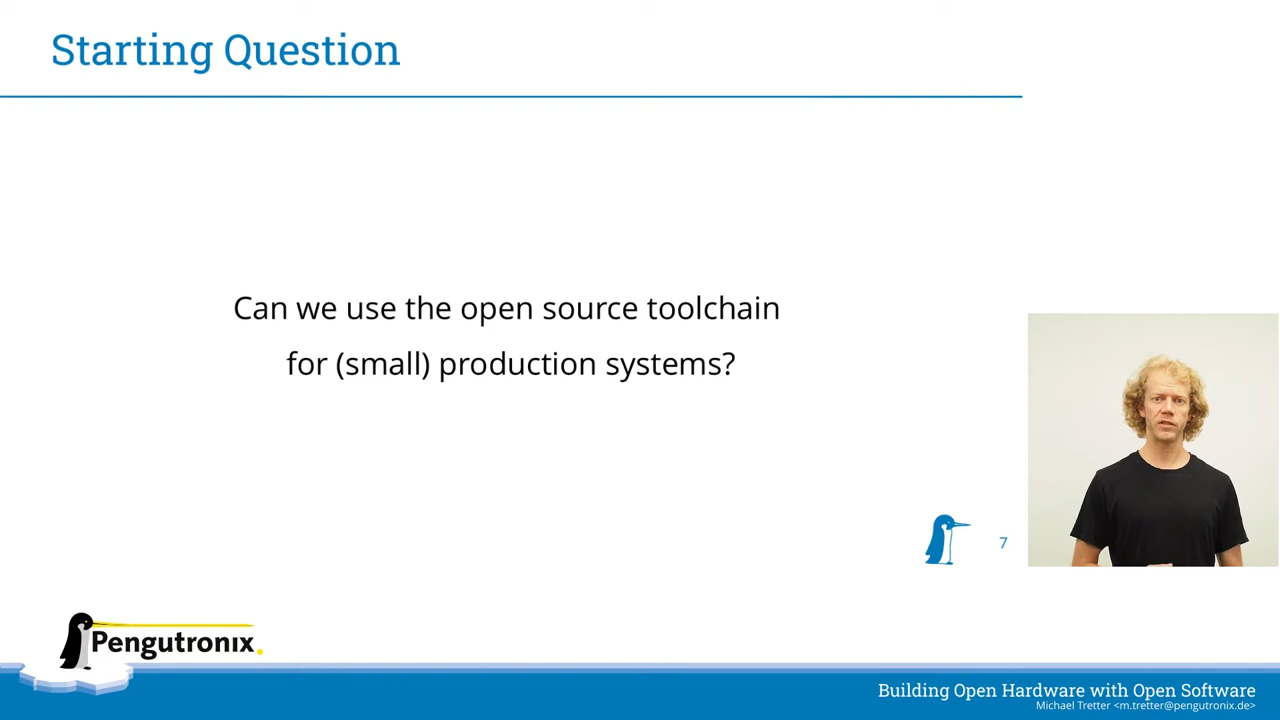 Starting Question
Can we use the open source toolchain
for (small) production systems?
7
Pengutronix.
Building Open Hardware with Open Software
Michael Tretter <m.tretter@pengutronix.de>